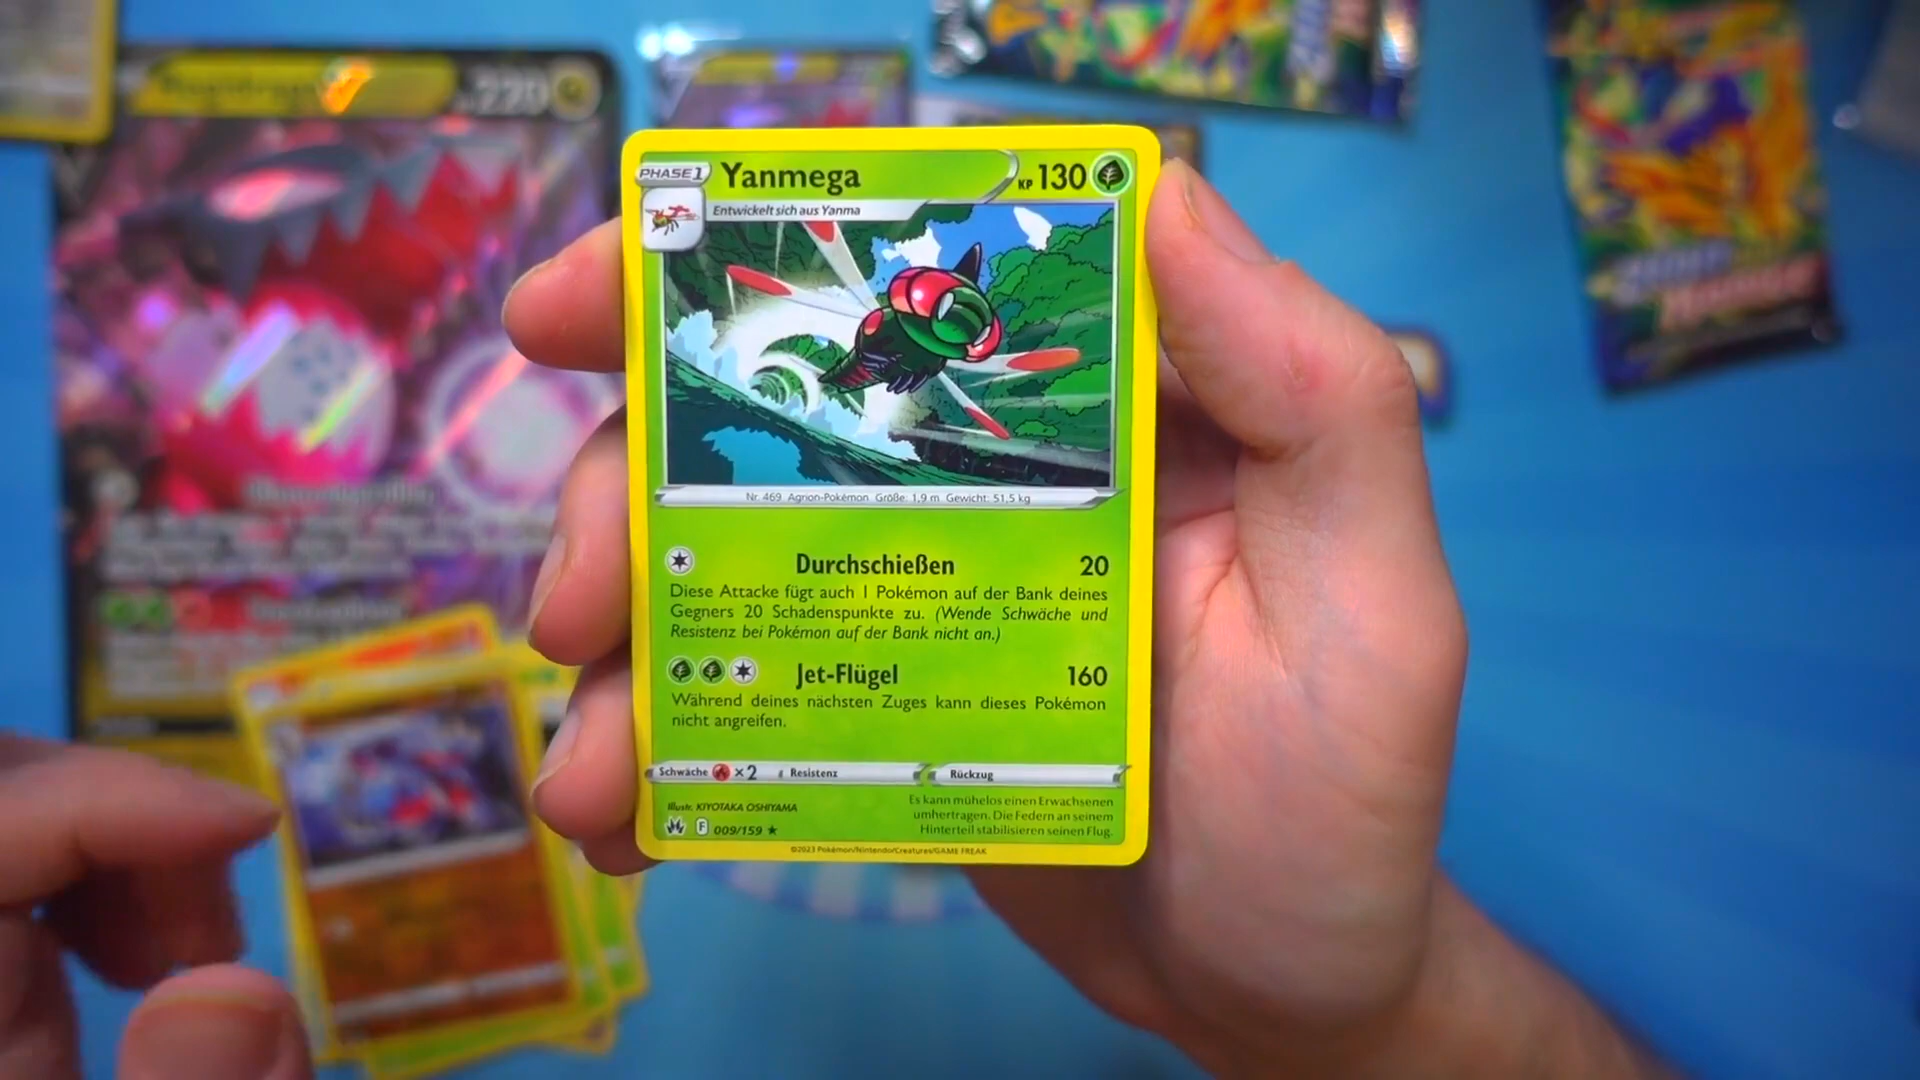 220
PHASE 1
Yanmega
KP 130
Entwickelt sich aus Yanma
Nr. 469 Agrion-Pokémon Größe: 1,9 m Gewicht: 51,5 kg
Durchschießen 20
Diese Attacke fügt auch 1 Pokémon auf der Bank deines
Gegners 20 Schadenspunkte zu. (Wende Schwäche und
Resistenz bei Pokémon auf der Bank nicht an.)
Jet-Flügel 160
Während deines nächsten Zuges kann dieses Pokémon
nicht angreifen.
Schwäche ×2 Resistenz Rückzug
Illustr. KIYOTAKA OSHIYAMA
Es kann mühelos einen Erwachsenen
umhertragen. Die Federn an seinem
Hinterteil stabilisieren seinen Flug.
F 009/159 ★
©2023 Pokémon/Nintendo/Creatures/GAME FREAK